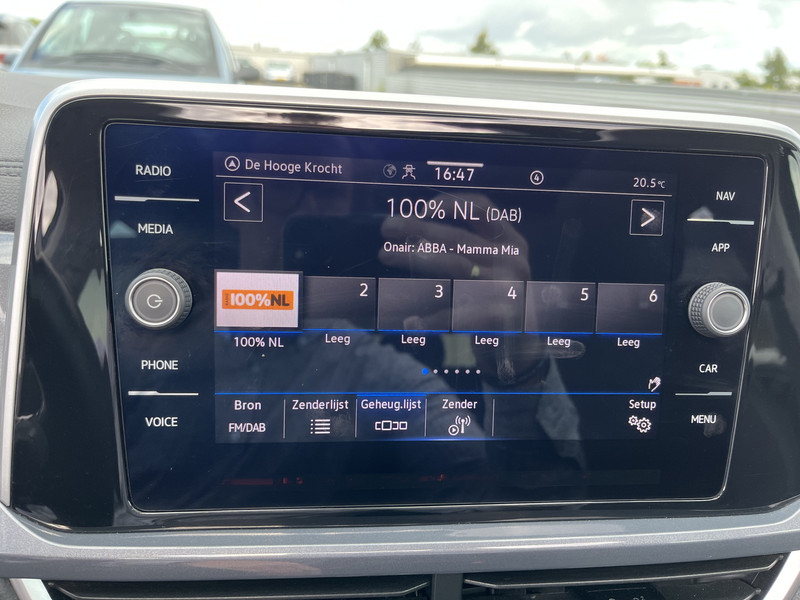 RADIO
MEDIA
PHONE
VOICE
De Hooge Krocht
16:47
4
20.5°C
<
100% NL (DAB)
>
Onair: ABBA - Mamma Mia
100%NL
2
3
4
5
6
100% NL
Leeg
Leeg
Leeg
Leeg
Leeg
Bron
FM/DAB
Zenderlijst
Geheug.lijst
Zender
Setup
NAV
APP
CAR
MENU